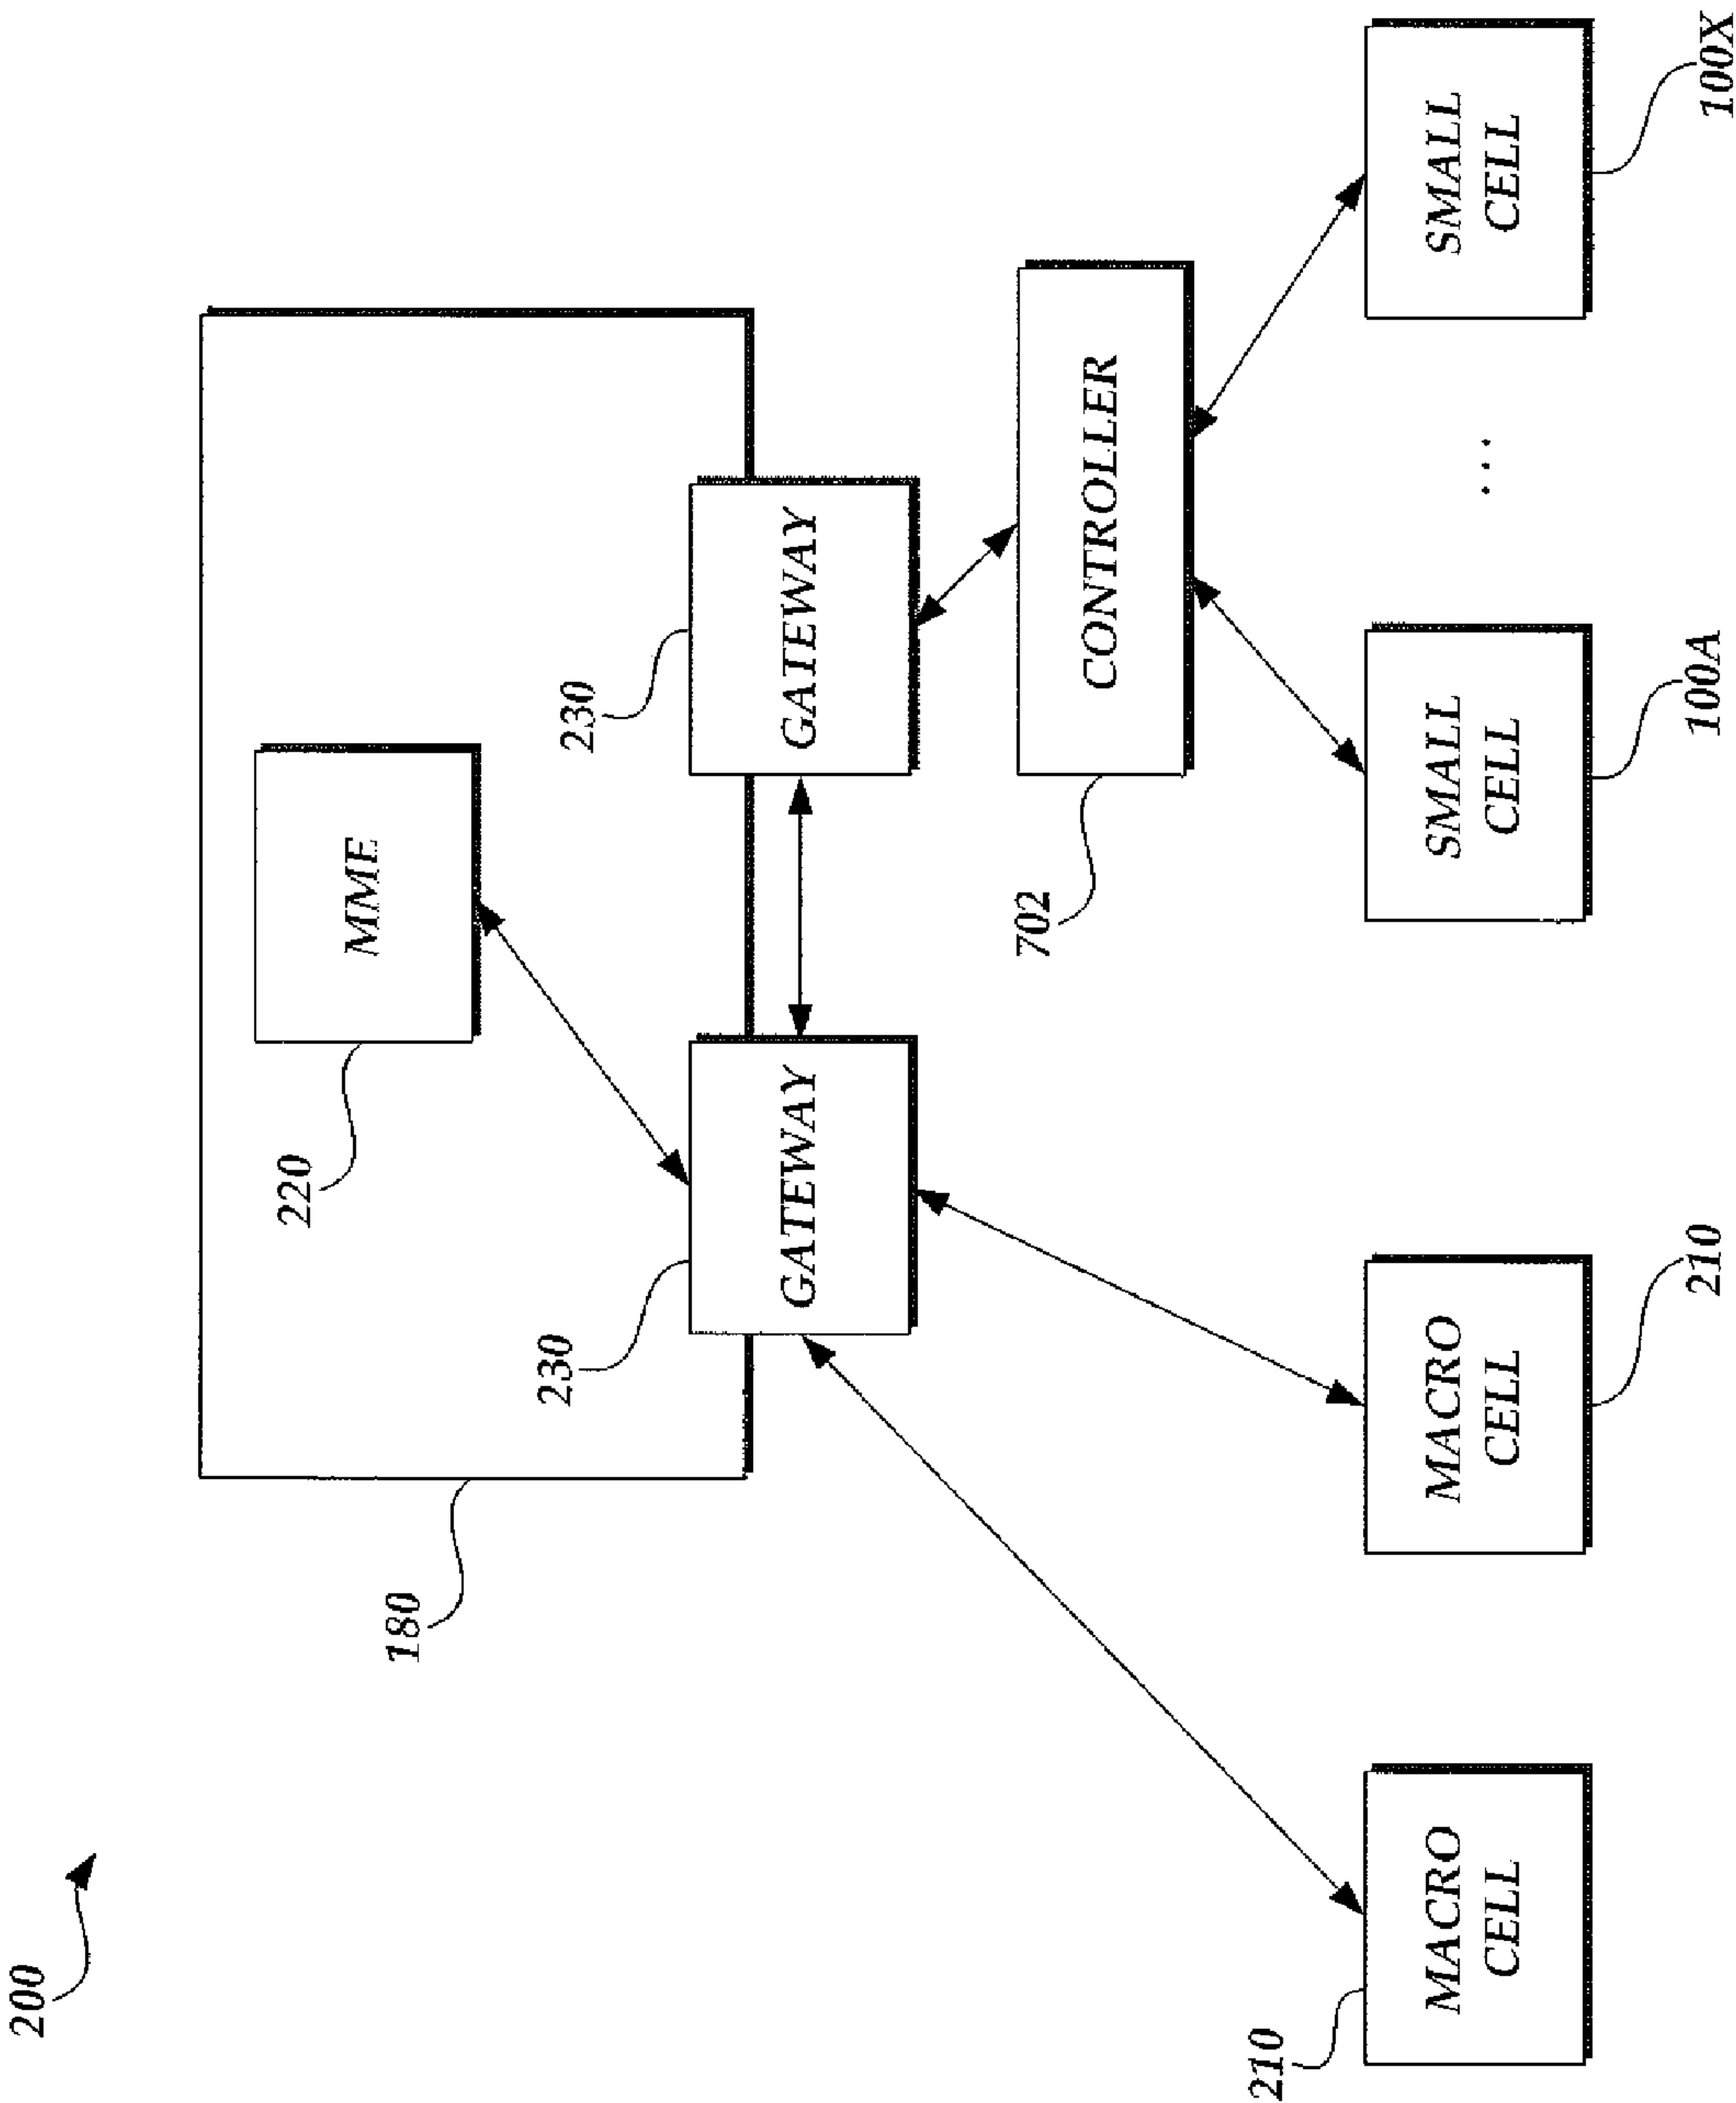 200
220
MME
180
230
230
GATEWAY
GATEWAY
702
CONTROLLER
210
MACRO
CELL
MACRO
CELL
SMALL
CELL
...
SMALL
CELL
210
100A
100X